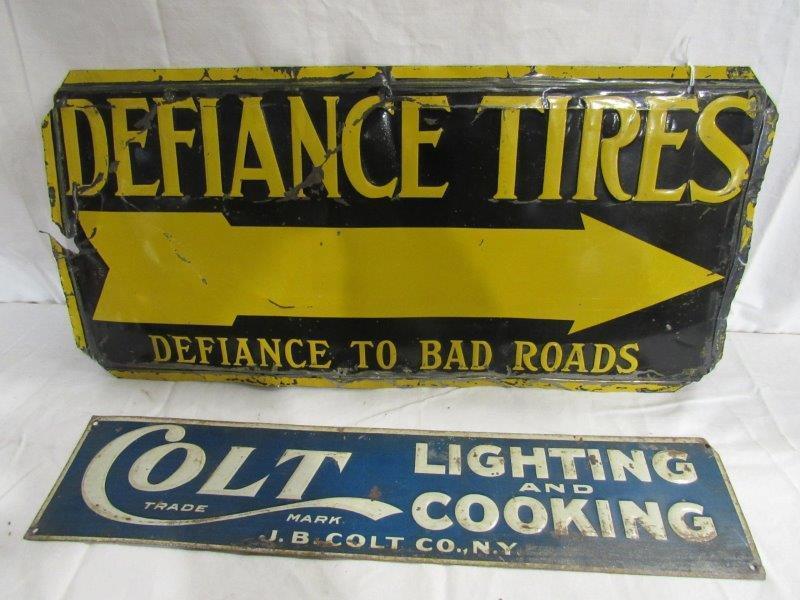 DEFIANCE TIRES
DEFIANCE TO BAD ROADS
COLT LIGHTING
AND
TRADE MARK COOKING
J. B. COLT CO., N.Y.